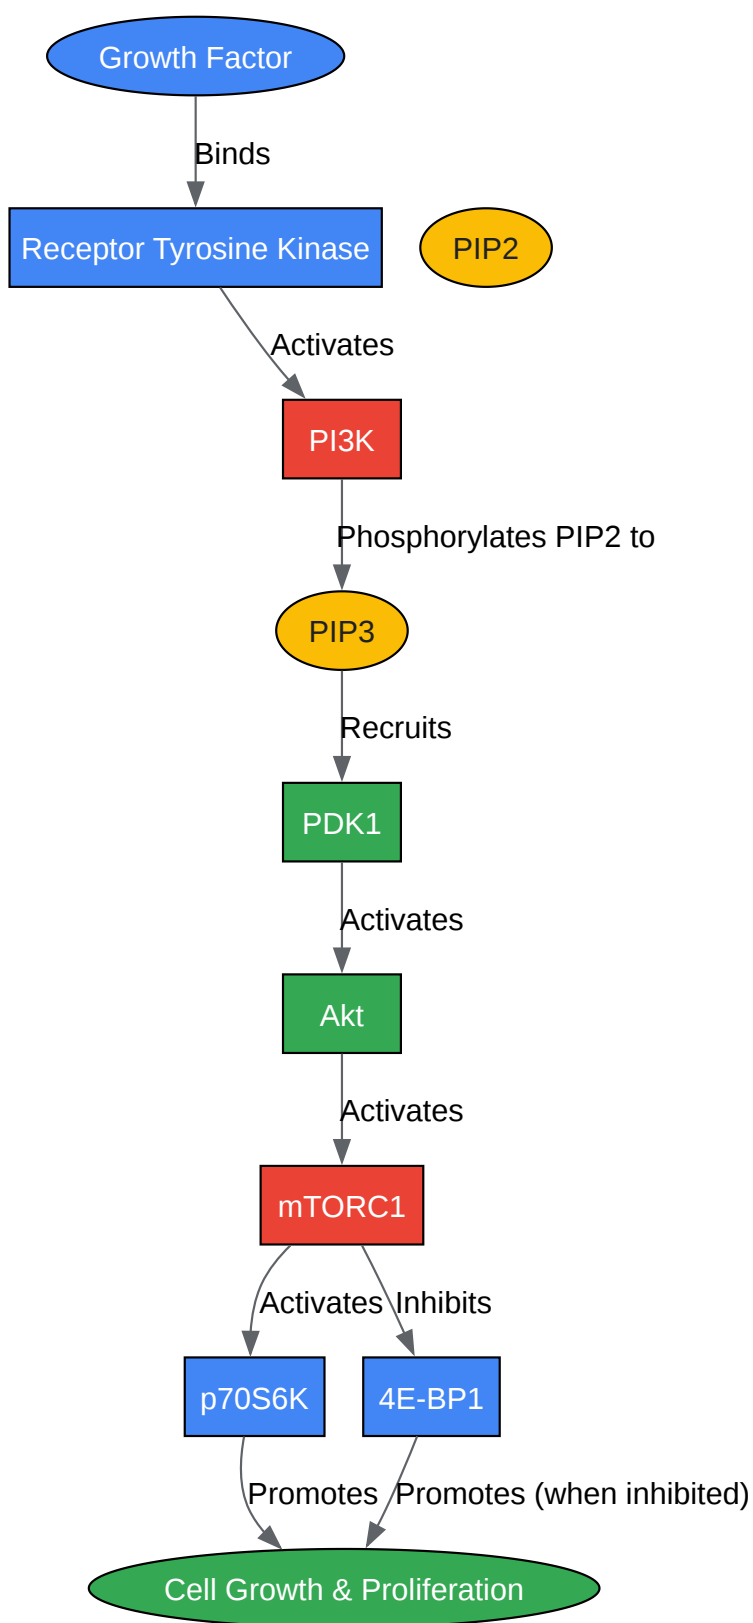 Growth Factor
Binds
Receptor Tyrosine Kinase
PIP2
Activates
PI3K
Phosphorylates PIP2 to
PIP3
Recruits
PDK1
Activates
Akt
Activates
mTORC1
Activates
Inhibits
p70S6K
4E-BP1
Promotes
Promotes (when inhibited)
Cell Growth & Proliferation